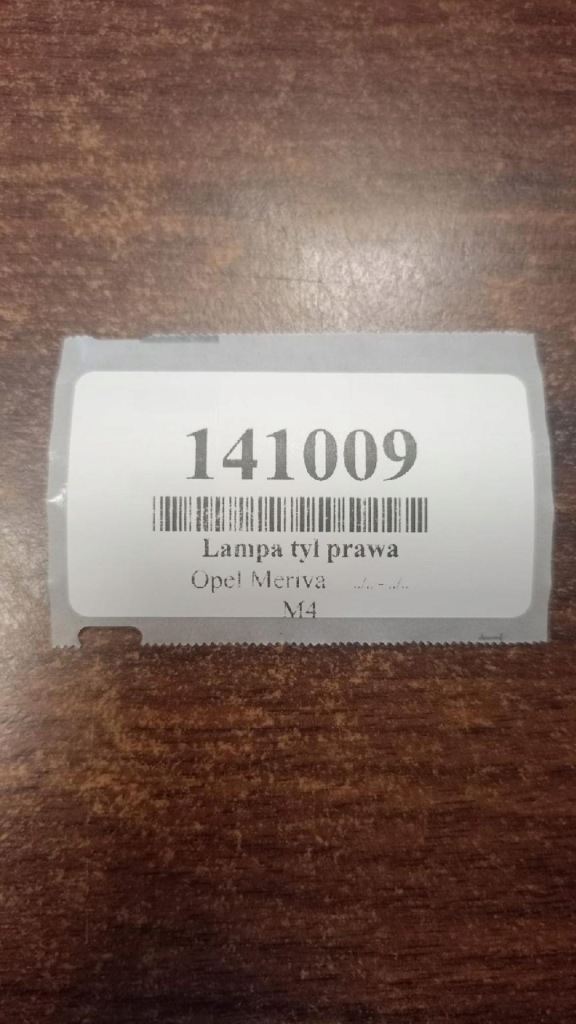 141009
Lampa tył prawa
Opel Meriva ../.. - ../..
M4